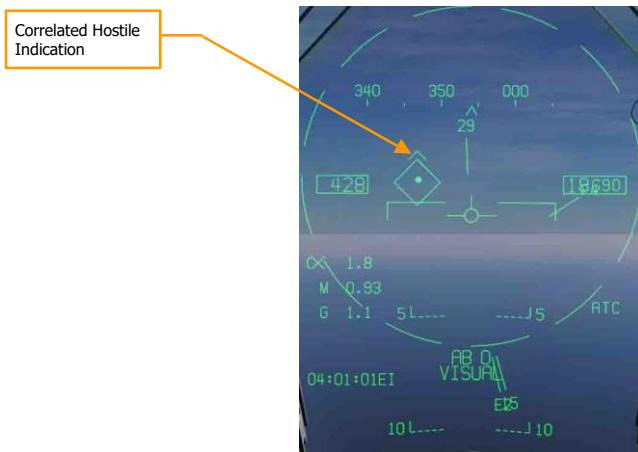 Correlated Hostile
Indication
340 350 000
29
428
18690
α 1.8
M 0.93
G 1.1
5 5
ATC
AB 0
VISUAL
04:01:01EI
10 10